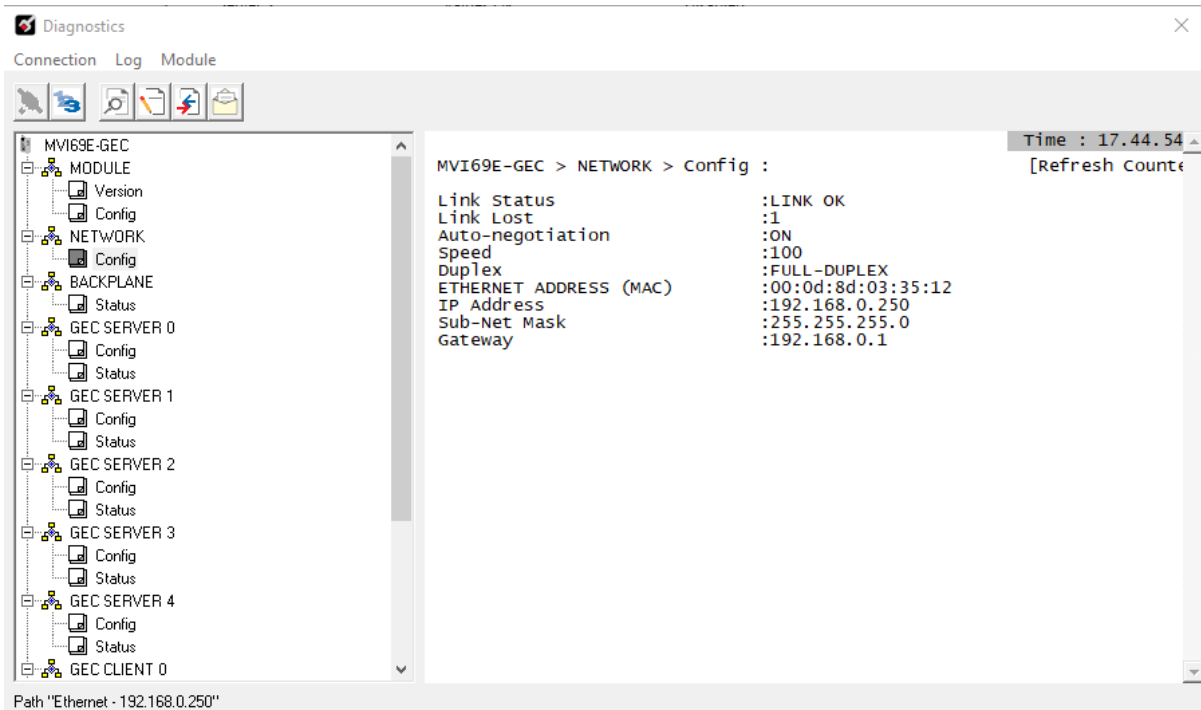 Diagnostics
Connection Log Module
MVI69E-GEC
MODULE
Version
Config
NETWORK
Config
BACKPLANE
Status
GEC SERVER 0
Config
Status
GEC SERVER 1
Config
Status
GEC SERVER 2
Config
Status
GEC SERVER 3
Config
Status
GEC SERVER 4
Config
Status
GEC CLIENT 0
Time : 17.44.54
MVI69E-GEC > NETWORK > Config : [Refresh Counte
Link Status :LINK OK
Link Lost :1
Auto-negotiation :ON
Speed :100
Duplex :FULL-DUPLEX
ETHERNET ADDRESS (MAC) :00:0d:8d:03:35:12
IP Address :192.168.0.250
Sub-Net Mask :255.255.255.0
Gateway :192.168.0.1
Path "Ethernet - 192.168.0.250"